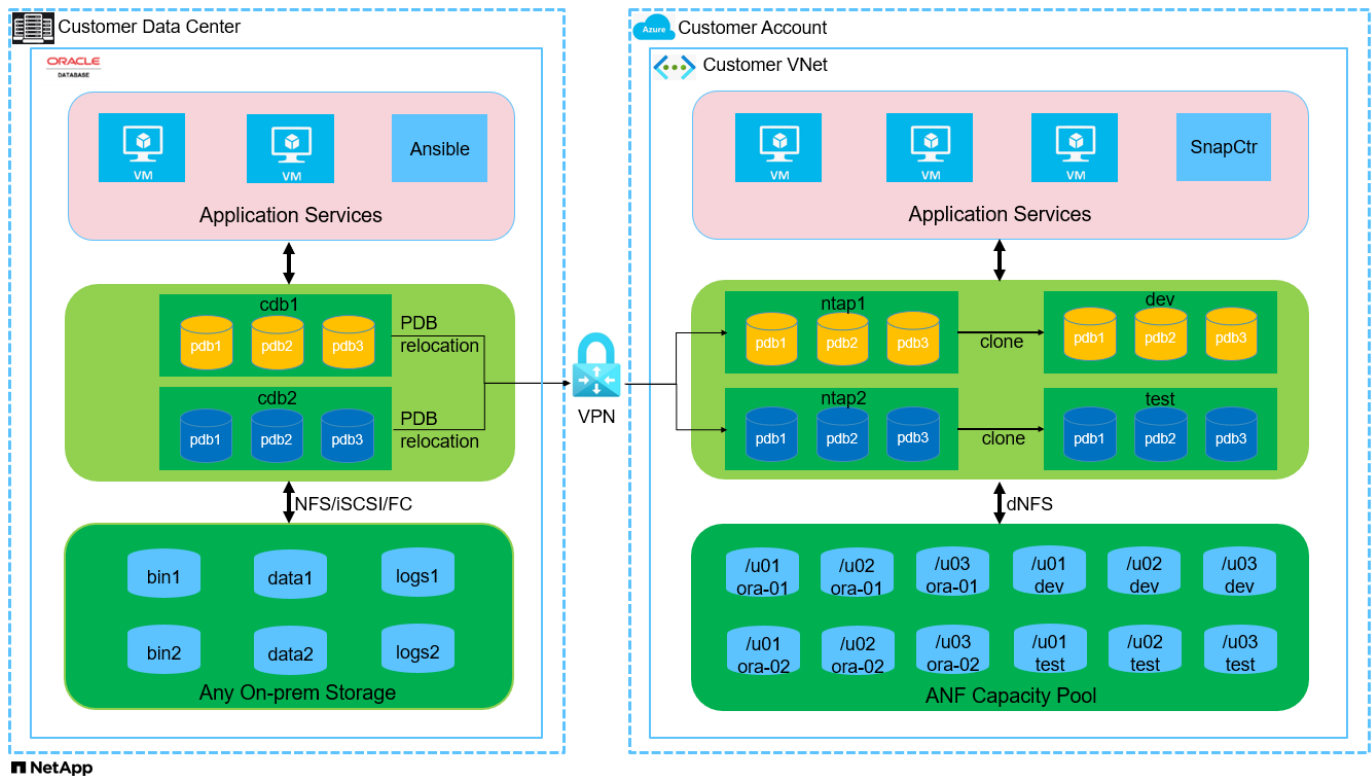 Customer Data Center
ORACLE
DATABASE
VM
VM
Ansible
Application Services
cdb1
pdb1
pdb2
pdb3
PDB
relocation
cdb2
pdb1
pdb2
pdb3
PDB
relocation
NFS/iSCSI/FC
bin1
data1
logs1
bin2
data2
logs2
Any On-prem Storage
VPN
Azure
Customer Account
Customer VNet
VM
VM
VM
SnapCtr
Application Services
ntap1
pdb1
pdb2
pdb3
clone
dev
pdb1
pdb2
pdb3
ntap2
pdb1
pdb2
pdb3
clone
test
pdb1
pdb2
pdb3
dNFS
/u01
ora-01
/u02
ora-01
/u03
ora-01
/u01
dev
/u02
dev
/u03
dev
/u01
ora-02
/u02
ora-02
/u03
ora-02
/u01
test
/u02
test
/u03
test
ANF Capacity Pool
NetApp